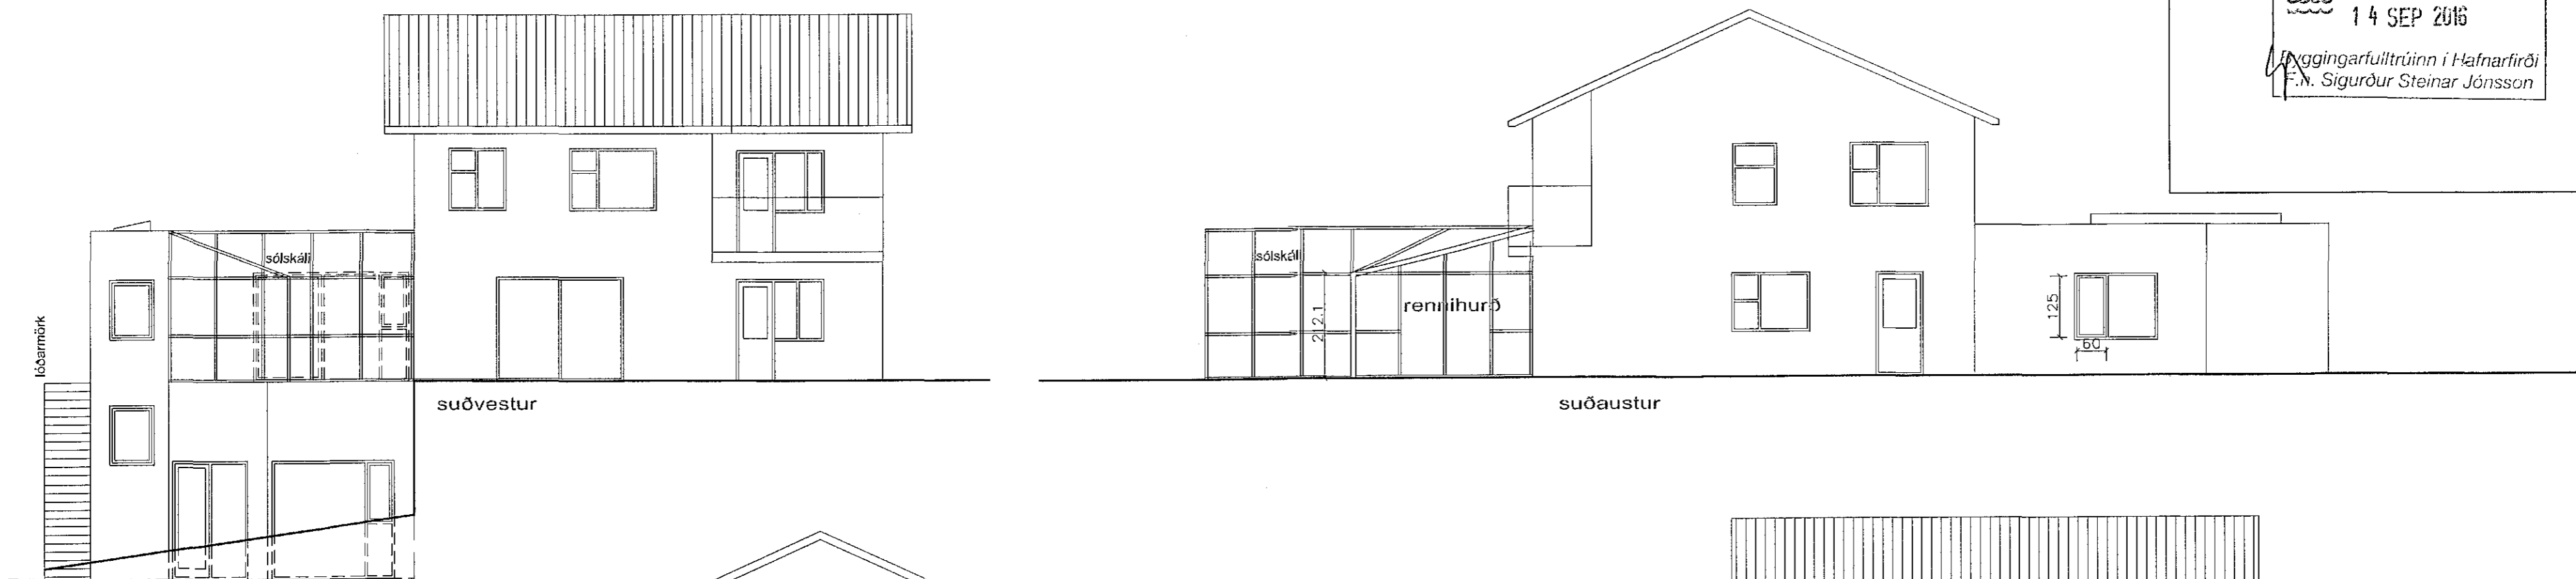 14 SEP 2016
Byggingarfulltrúinn í Hafnarfirði
F.h. Sigurður Steinar Jónsson
sólskáli
lóðarmörk
suðvestur
sólskáli
rennihurð
212.1
125
60
suðaustur